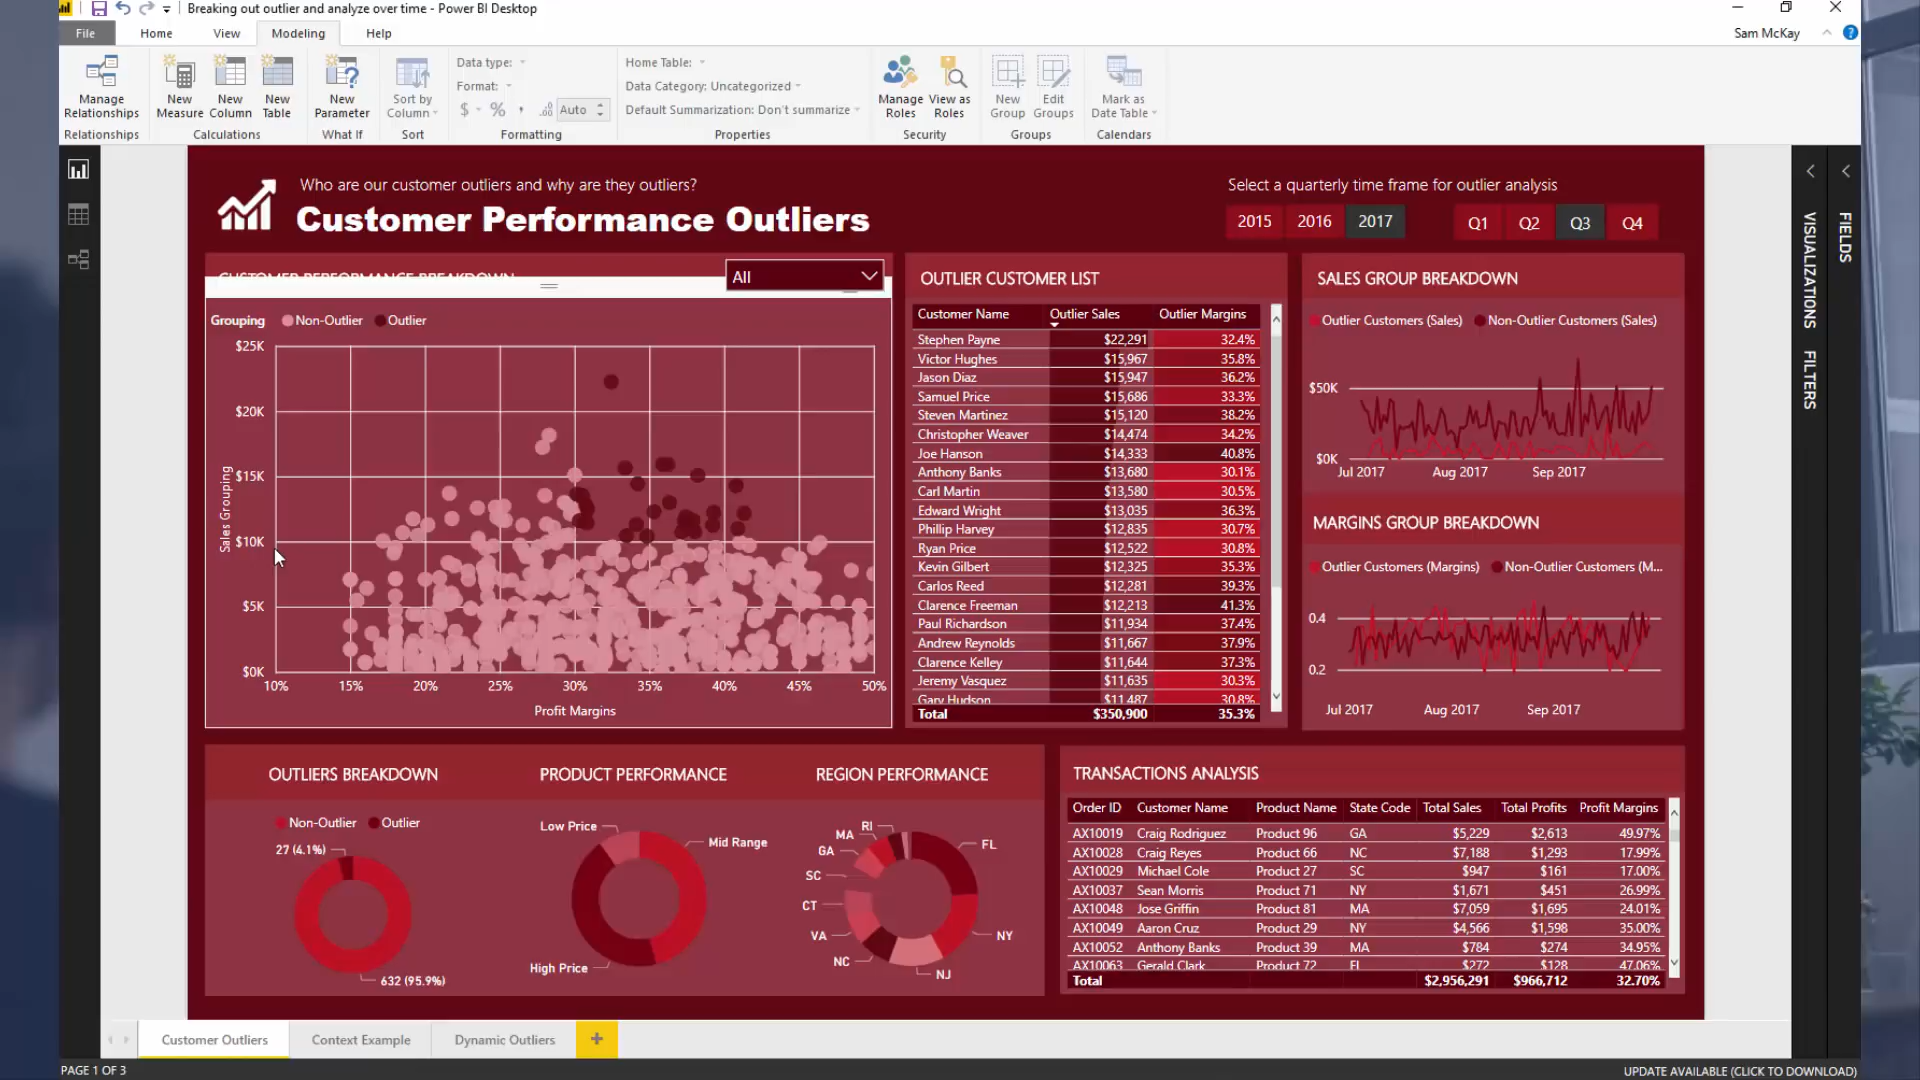 Breaking out outlier and analyze over time - Power BI Desktop
File
Home
View
Modeling
Help
Sam McKay
Manage
Relationships
New
Measure
New
Column
New
Table
New
Parameter
Sort by
Column
Data type:
Format:
$ % , Auto
Home Table:
Data Category: Uncategorized
Default Summarization: Don't summarize
Manage
Roles
View as
Roles
New
Group
Edit
Groups
Mark as
Date Table
Relationships
Calculations
What If
Sort
Formatting
Properties
Security
Groups
Calendars
Who are our customer outliers and why are they outliers?
Customer Performance Outliers
Select a quarterly time frame for outlier analysis
2015 2016 2017
Q1 Q2 Q3 Q4
CUSTOMER PERFORMANCE BREAKDOWN
All
Grouping Non-Outlier Outlier
Sales Grouping
$25K
$20K
$15K
$10K
$5K
$0K
10% 15% 20% 25% 30% 35% 40% 45% 50%
Profit Margins
OUTLIER CUSTOMER LIST
Customer Name Outlier Sales Outlier Margins
Stephen Payne $22,291 32.4%
Victor Hughes $15,967 35.8%
Jason Diaz $15,947 36.2%
Samuel Price $15,686 33.3%
Steven Martinez $15,120 38.2%
Christopher Weaver $14,474 34.2%
Joe Hanson $14,333 40.8%
Anthony Banks $13,680 30.1%
Carl Martin $13,580 30.5%
Edward Wright $13,035 36.3%
Phillip Harvey $12,835 30.7%
Ryan Price $12,522 30.8%
Kevin Gilbert $12,325 35.3%
Carlos Reed $12,281 39.3%
Clarence Freeman $12,213 41.3%
Paul Richardson $11,934 37.4%
Andrew Reynolds $11,667 37.9%
Clarence Kelley $11,644 37.3%
Jeremy Vasquez $11,635 30.3%
Gary Hudson $11,487 30.8%
Total $350,900 35.3%
SALES GROUP BREAKDOWN
Outlier Customers (Sales) Non-Outlier Customers (Sales)
$50K
$0K
Jul 2017 Aug 2017 Sep 2017
MARGINS GROUP BREAKDOWN
Outlier Customers (Margins) Non-Outlier Customers (M...
0.4
0.2
Jul 2017 Aug 2017 Sep 2017
VISUALIZATIONS
FILTERS
FIELDS
OUTLIERS BREAKDOWN
Non-Outlier Outlier
27 (4.1%)
632 (95.9%)
PRODUCT PERFORMANCE
Low Price
Mid Range
High Price
REGION PERFORMANCE
RI
MA
GA
SC
CT
VA
NC
FL
NY
NJ
TRANSACTIONS ANALYSIS
Order ID Customer Name Product Name State Code Total Sales Total Profits Profit Margins
AX10019 Craig Rodriguez Product 96 GA $5,229 $2,613 49.97%
AX10028 Craig Reyes Product 66 NC $7,188 $1,293 17.99%
AX10029 Michael Cole Product 27 SC $947 $161 17.00%
AX10037 Sean Morris Product 71 NY $1,671 $451 26.99%
AX10048 Jose Griffin Product 81 MA $7,059 $1,695 24.01%
AX10049 Aaron Cruz Product 29 NY $4,566 $1,598 35.00%
AX10052 Anthony Banks Product 39 MA $784 $274 34.95%
AX10063 Gerald Clark Product 72 FL $272 $128 47.06%
Total $2,956,291 $966,712 32.70%
Customer Outliers
Context Example
Dynamic Outliers
+
PAGE 1 OF 3
UPDATE AVAILABLE (CLICK TO DOWNLOAD)